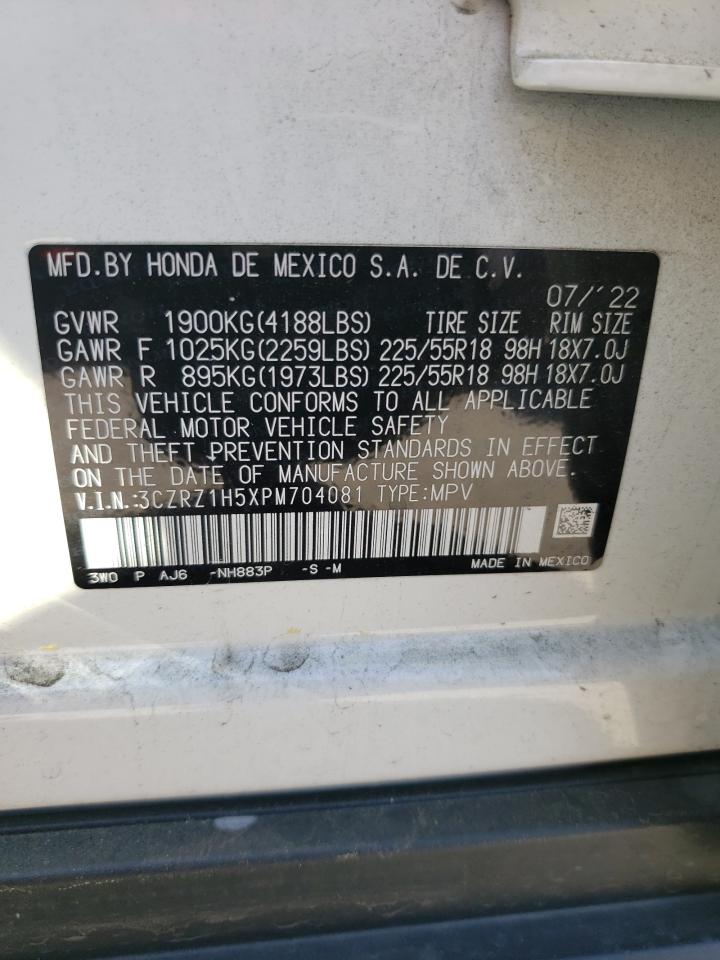 MFD.BY HONDA DE MEXICO S.A. DE C.V.
07/'22
GVWR 1900KG(4188LBS) TIRE SIZE RIM SIZE
GAWR F 1025KG(2259LBS) 225/55R18 98H 18X7.0J
GAWR R 895KG(1973LBS) 225/55R18 98H 18X7.0J
THIS VEHICLE CONFORMS TO ALL APPLICABLE
FEDERAL MOTOR VEHICLE SAFETY
AND THEFT PREVENTION STANDARDS IN EFFECT
ON THE DATE OF MANUFACTURE SHOWN ABOVE.
V.I.N.:3CZRZ1H5XPM704081 TYPE:MPV
3W0 P AJ6 -NH883P -S -M MADE IN MEXICO